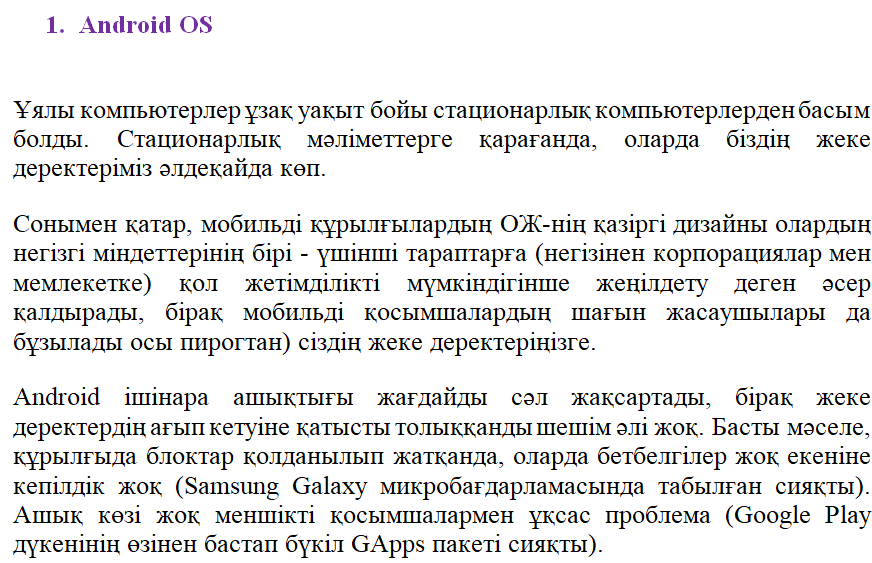 1. Android OS
Ұялы компьютерлер ұзақ уақыт бойы стационарлық компьютерлерден басым
болды. Стационарлық мәліметтерге қарағанда, оларда біздің жеке
деректеріміз әлдеқайда көп.
Сонымен қатар, мобильді құрылғылардың ОЖ-нің қазіргі дизайны олардың
негізгі міндеттерінің бірі - үшінші тараптарға (негізінен корпорациялар мен
мемлекетке) қол жетімділікті мүмкіндігінше жеңілдету деген әсер
қалдырады, бірақ мобильді қосымшалардың шағын жасаушылары да
бұзылады осы пирогтан) сіздің жеке деректеріңізге.
Android ішінара ашықтығы жағдайды сәл жақсартады, бірақ жеке
деректердің ағып кетуіне қатысты толыққанды шешім әлі жоқ. Басты мәселе,
құрылғыда блоктар қолданылып жатқанда, оларда бетбелгілер жоқ екеніне
кепілдік жоқ (Samsung Galaxy микробағдарламасында табылған сияқты).
Ашық көзі жоқ меншікті қосымшалармен ұқсас проблема (Google Play
дүкенінің өзінен бастап бүкіл GApps пакеті сияқты).